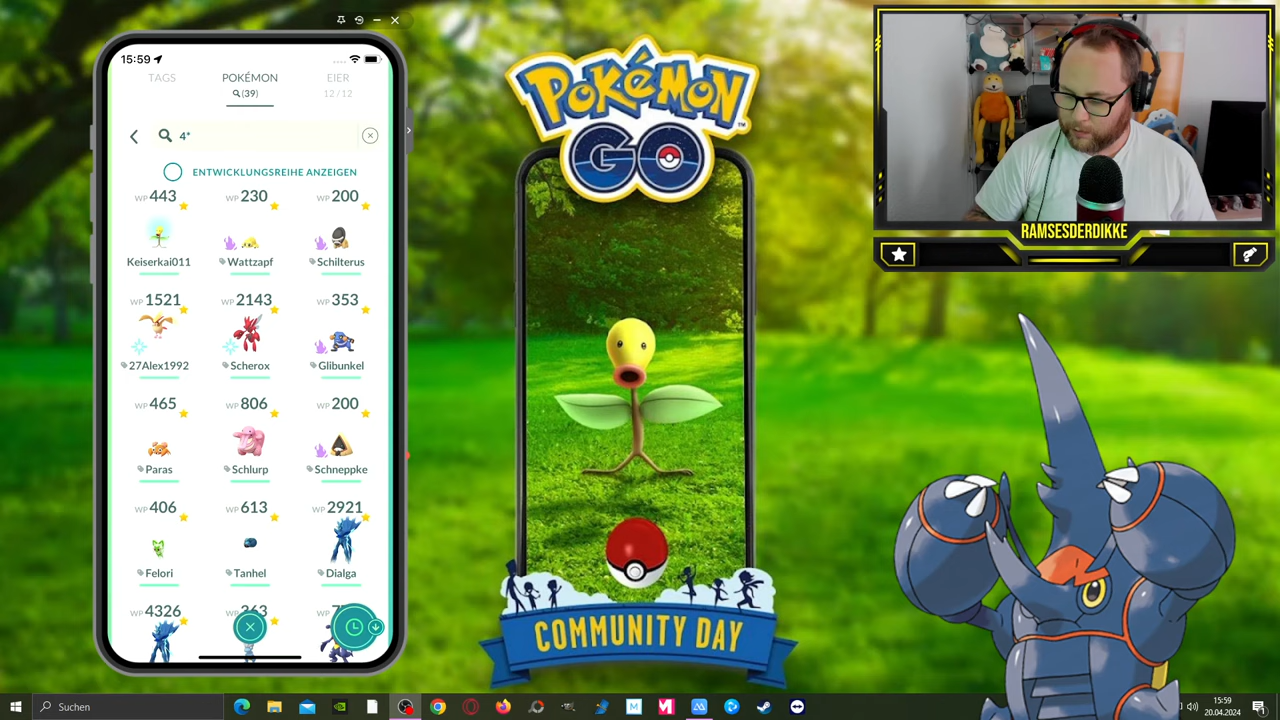 15:59
TAGS
POKÉMON
EIER
(39)
12 / 12
4*
ENTWICKLUNGSREIHE ANZEIGEN
WP 443
WP 230
WP 200
Keiserkai011
Wattzapf
Schilterus
WP 1521
WP 2143
WP 353
27Alex1992
Scherox
Glibunkel
WP 465
WP 806
WP 200
Paras
Schlurp
Schneppke
WP 406
WP 613
WP 2921
Felori
Tanhel
Dialga
WP 4326
POKÉMON
GO
COMMUNITY DAY
RAMSESDERDIKKE
Suchen
15:59
20.04.2024